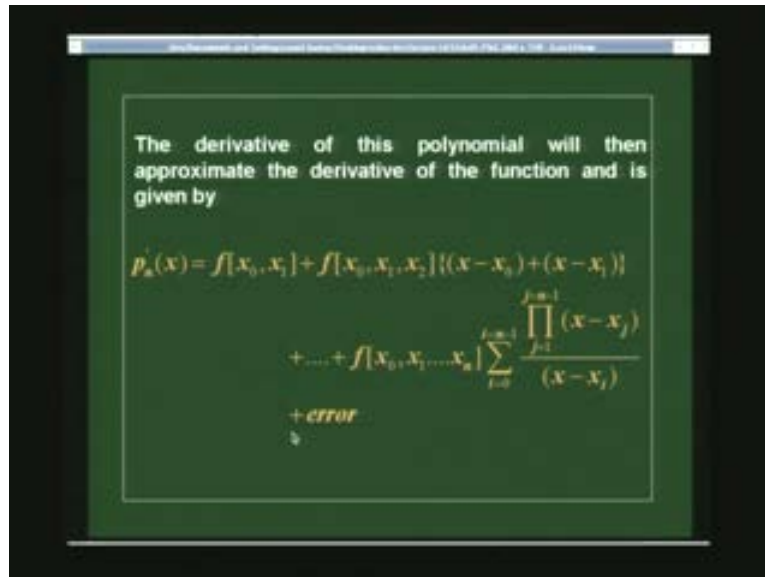 The derivative of this polynomial will then
approximate the derivative of the function and is
given by
p'ₙ(x) = f[x₀,x₁] + f[x₀,x₁,x₂]{(x−x₀)+(x−x₁)}
+....+ f[x₀,x₁....xₙ] ∑_{i=0}^{i=n−1} ∏_{j=1}^{j=n−1}(x−xⱼ) / (x−xᵢ)
+error